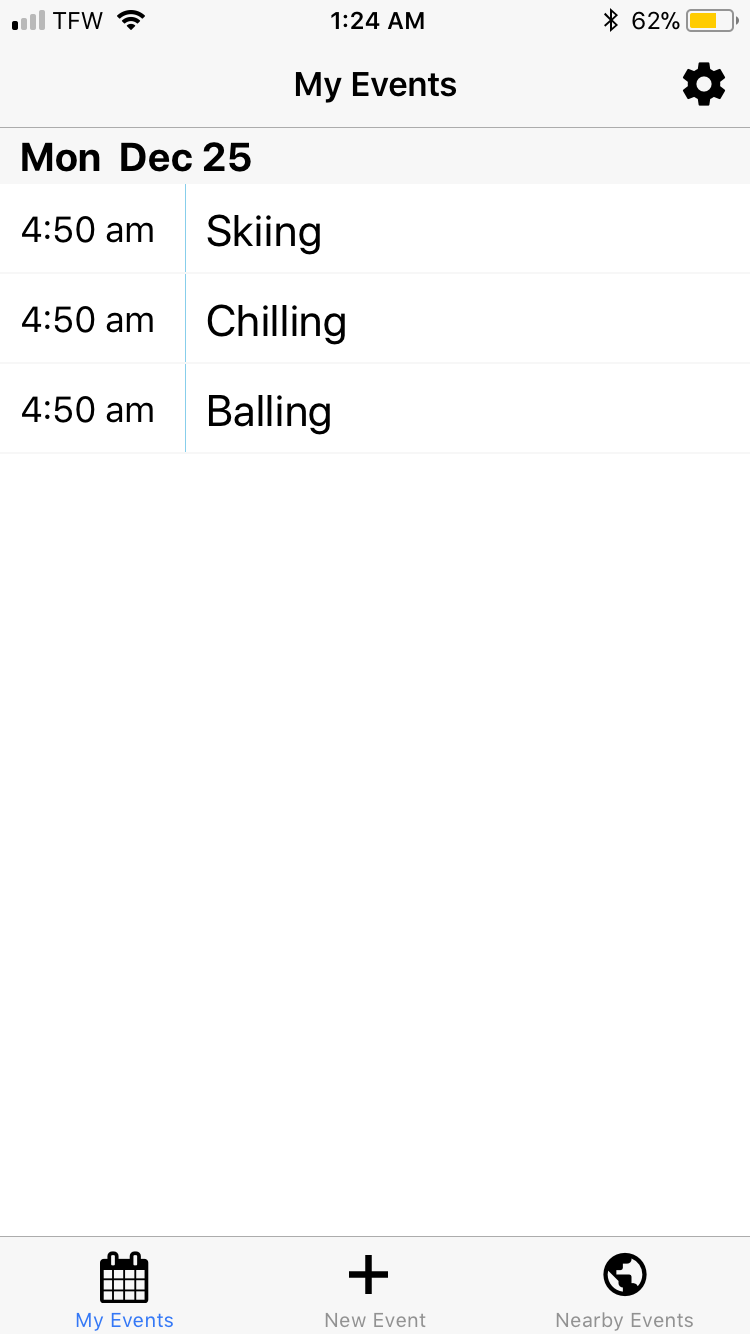 TFW 1:24 AM 62%
My Events
Mon Dec 25
4:50 am Skiing
4:50 am Chilling
4:50 am Balling
My Events New Event Nearby Events